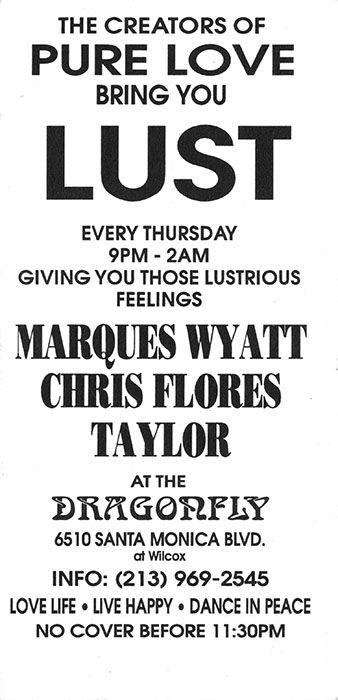 THE CREATORS OF
PURE LOVE
BRING YOU
LUST
EVERY THURSDAY
9PM - 2AM
GIVING YOU THOSE LUSTRIOUS
FEELINGS
MARQUES WYATT
CHRIS FLORES
TAYLOR
AT THE
DRAGONFLY
6510 SANTA MONICA BLVD.
at Wilcox
INFO: (213) 969-2545
LOVE LIFE • LIVE HAPPY • DANCE IN PEACE
NO COVER BEFORE 11:30PM